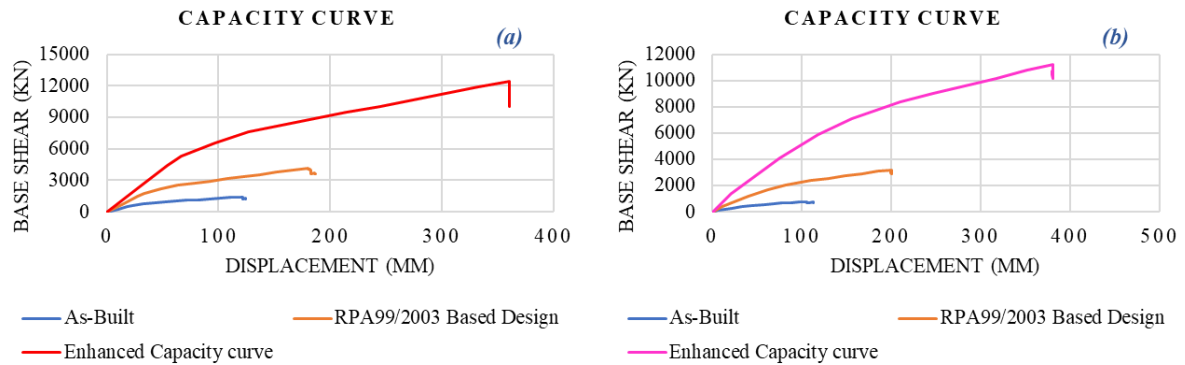 CAPACITY CURVE
(a)
BASE SHEAR (KN)
15000
12000
9000
6000
3000
0
0 100 200 300 400
DISPLACEMENT (MM)
As-Built
RPA99/2003 Based Design
Enhanced Capacity curve
CAPACITY CURVE
(b)
BASE SHEAR (KN)
12000
10000
8000
6000
4000
2000
0
0 100 200 300 400 500
DISPLACEMENT (MM)
As-Built
RPA99/2003 Based Design
Enhanced Capacity curve